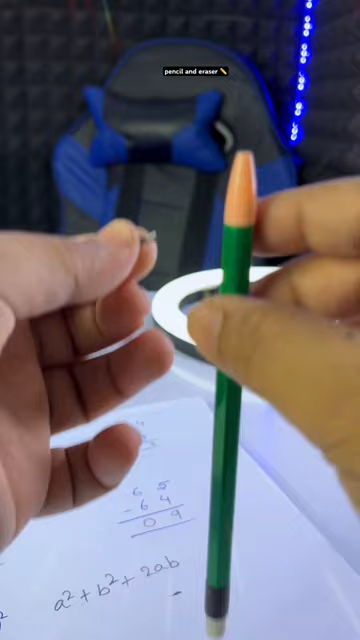 pencil and eraser ✏️
6 5
- 6 4
0 9
a² + b² + 2ab